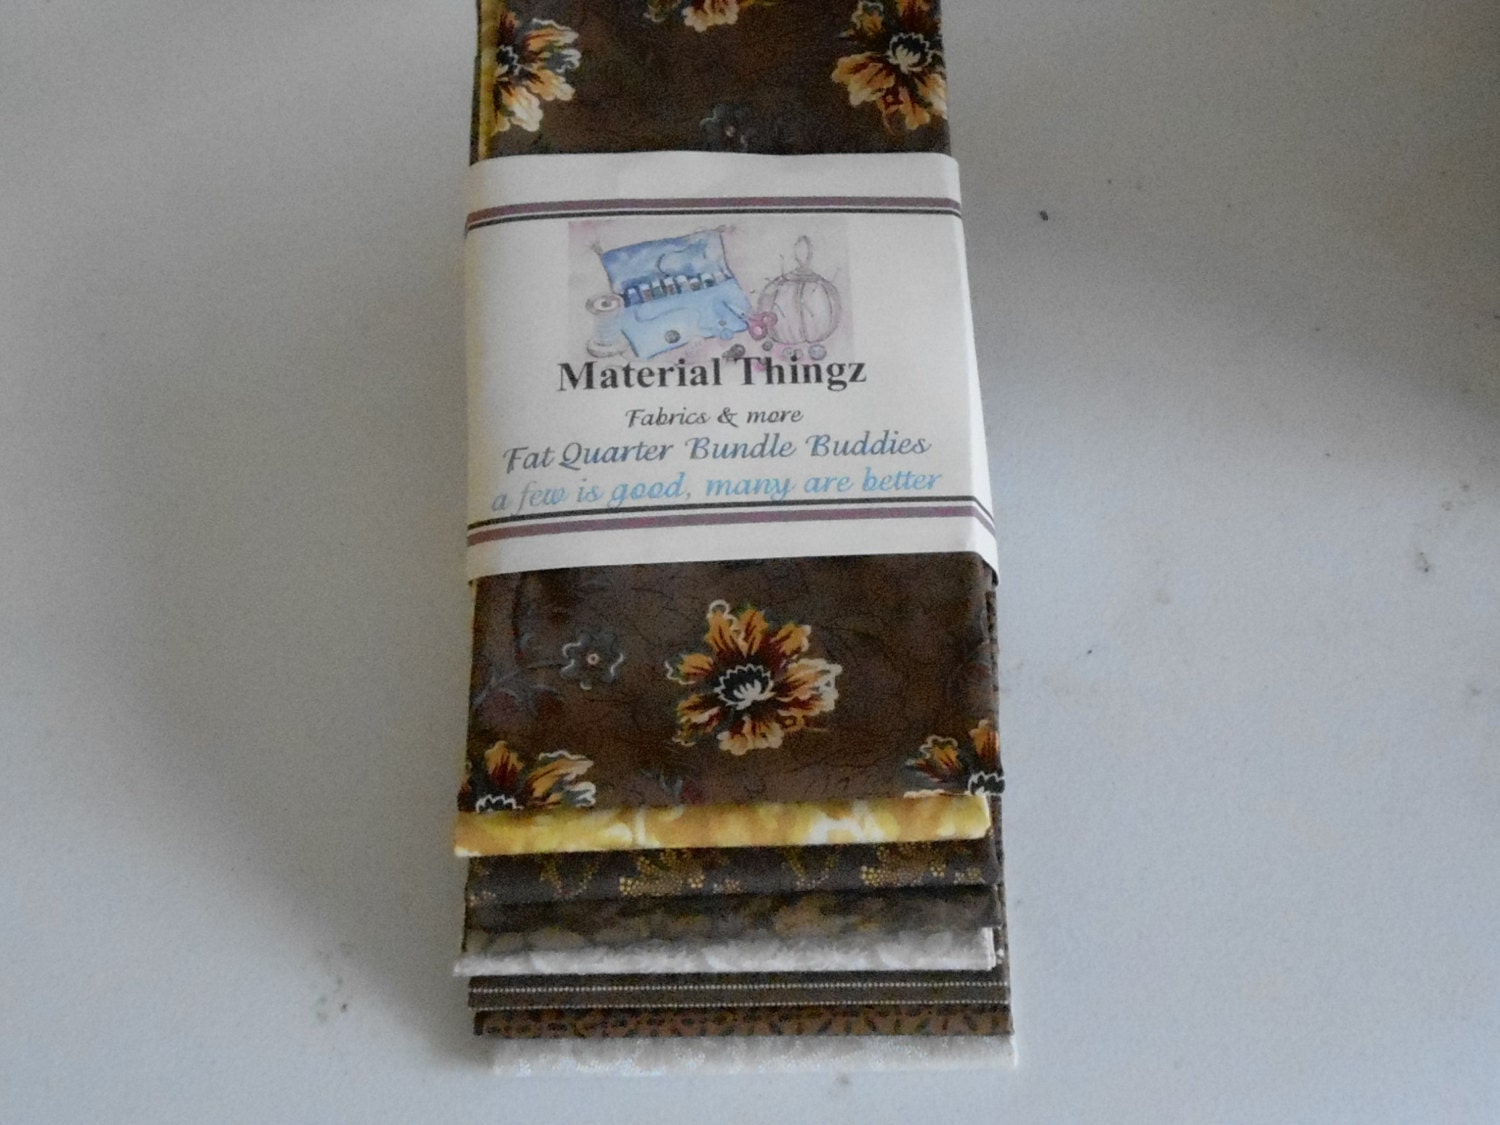 Material Thingz
Fabrics & more
Fat Quarter Bundle Buddies
a few is good, many are better